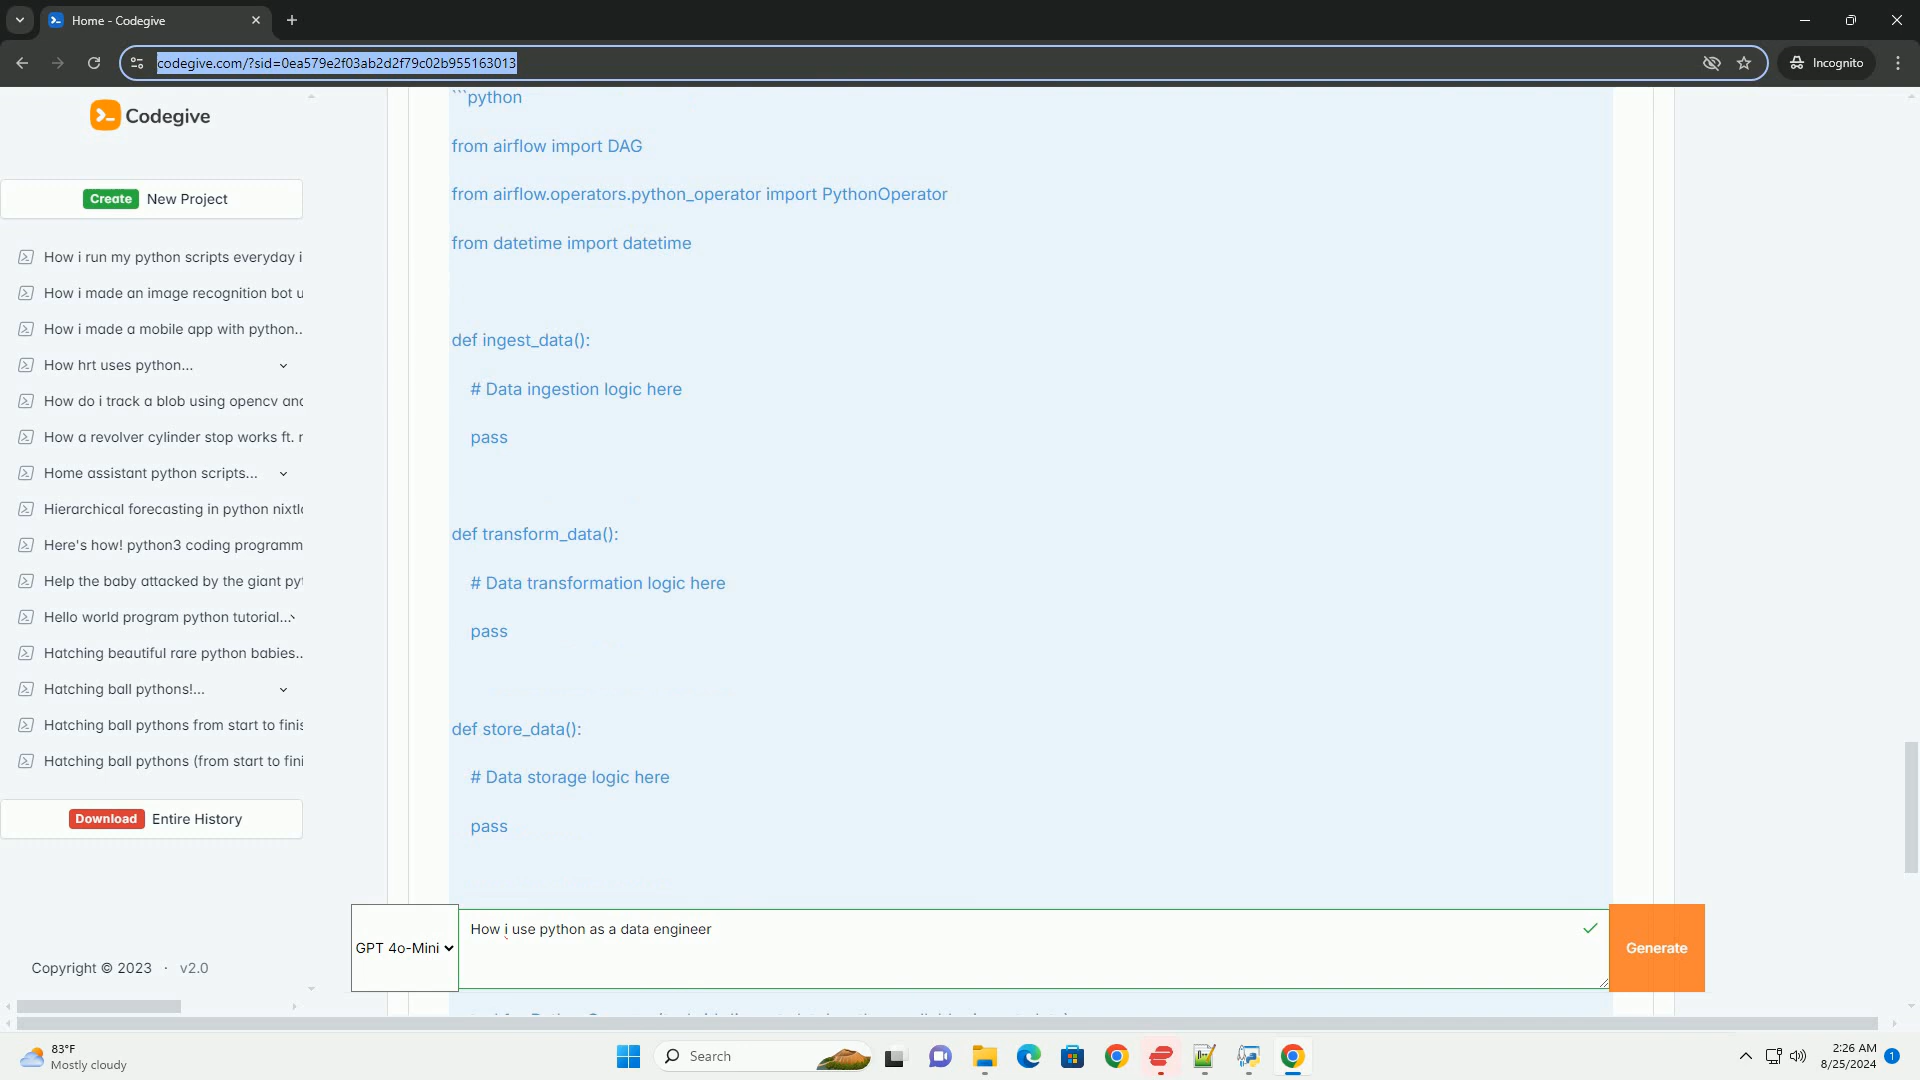 Home - Codegive
codegive.com/?sid=0ea579e2f03ab2d2f79c02b955163013
Incognito
Codegive
Create New Project
How i run my python scripts everyday i
How i made an image recognition bot u
How i made a mobile app with python..
How hrt uses python...
How do i track a blob using opencv and
How a revolver cylinder stop works ft. r
Home assistant python scripts...
Hierarchical forecasting in python nixtl
Here's how! python3 coding programm
Help the baby attacked by the giant pyt
Hello world program python tutorial...
Hatching beautiful rare python babies..
Hatching ball pythons!...
Hatching ball pythons from start to finis
Hatching ball pythons (from start to fini
Download Entire History
Copyright © 2023 · v2.0
```python
from airflow import DAG
from airflow.operators.python_operator import PythonOperator
from datetime import datetime
def ingest_data():
# Data ingestion logic here
pass
def transform_data():
# Data transformation logic here
pass
def store_data():
# Data storage logic here
pass
GPT 4o-Mini
How i use python as a data engineer
Generate
83°F
Mostly cloudy
Search
2:26 AM
8/25/2024
1